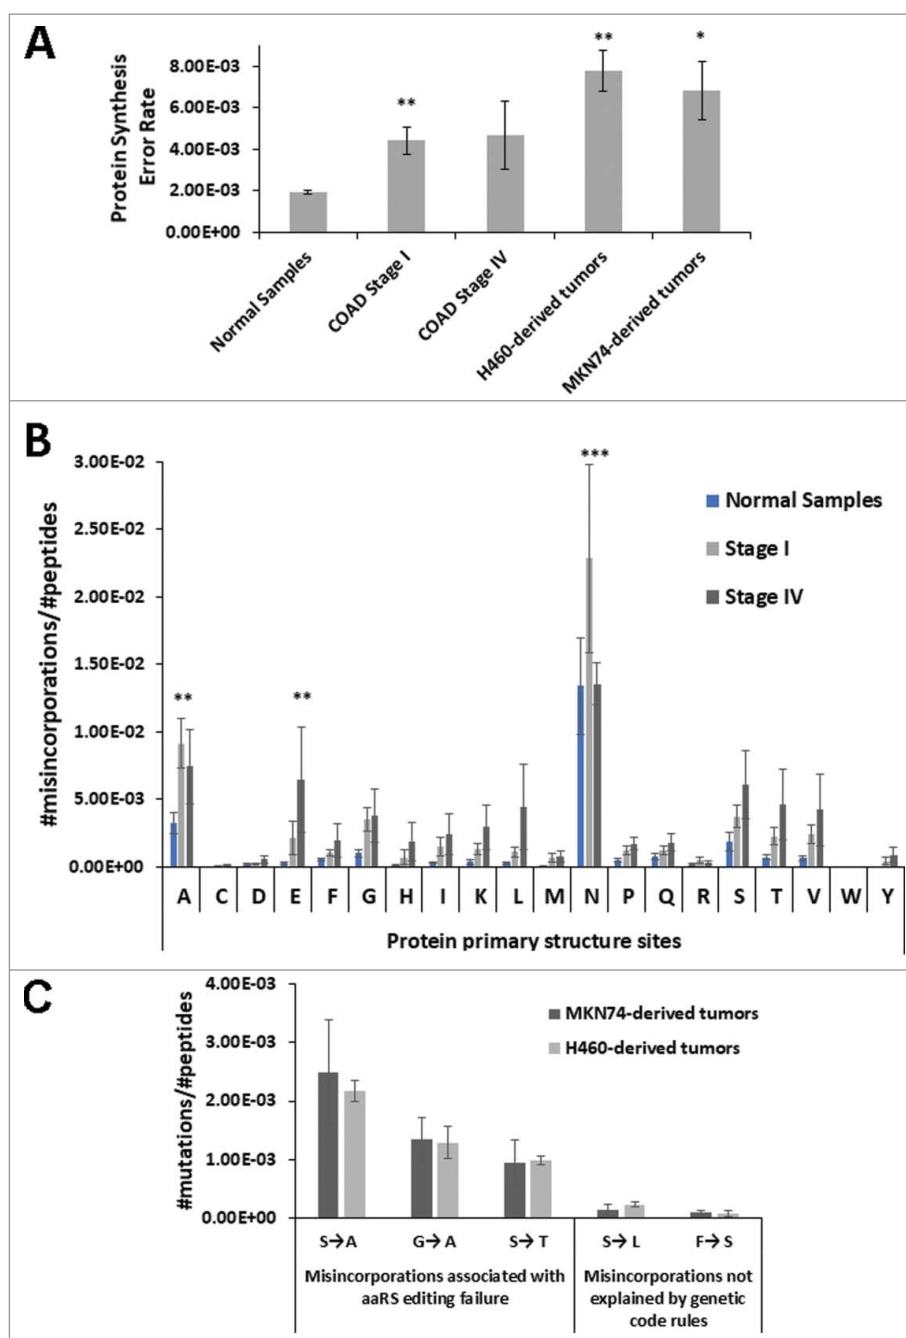 A
Protein Synthesis
Error Rate
8.00E-03
6.00E-03
4.00E-03
2.00E-03
0.00E+00
**
**
*
Normal Samples
COAD Stage I
COAD Stage IV
H460-derived tumors
MKN74-derived tumors
B
#misincorporations/#peptides
3.00E-02
2.50E-02
2.00E-02
1.50E-02
1.00E-02
5.00E-03
0.00E+00
**
**
***
Normal Samples
Stage I
Stage IV
A C D E F G H I K L M N P Q R S T V W Y
Protein primary structure sites
C
#mutations/#peptides
4.00E-03
3.00E-03
2.00E-03
1.00E-03
0.00E+00
MKN74-derived tumors
H460-derived tumors
S→A G→A S→T S→L F→S
Misincorporations associated with
aaRS editing failure
Misincorporations not
explained by genetic
code rules